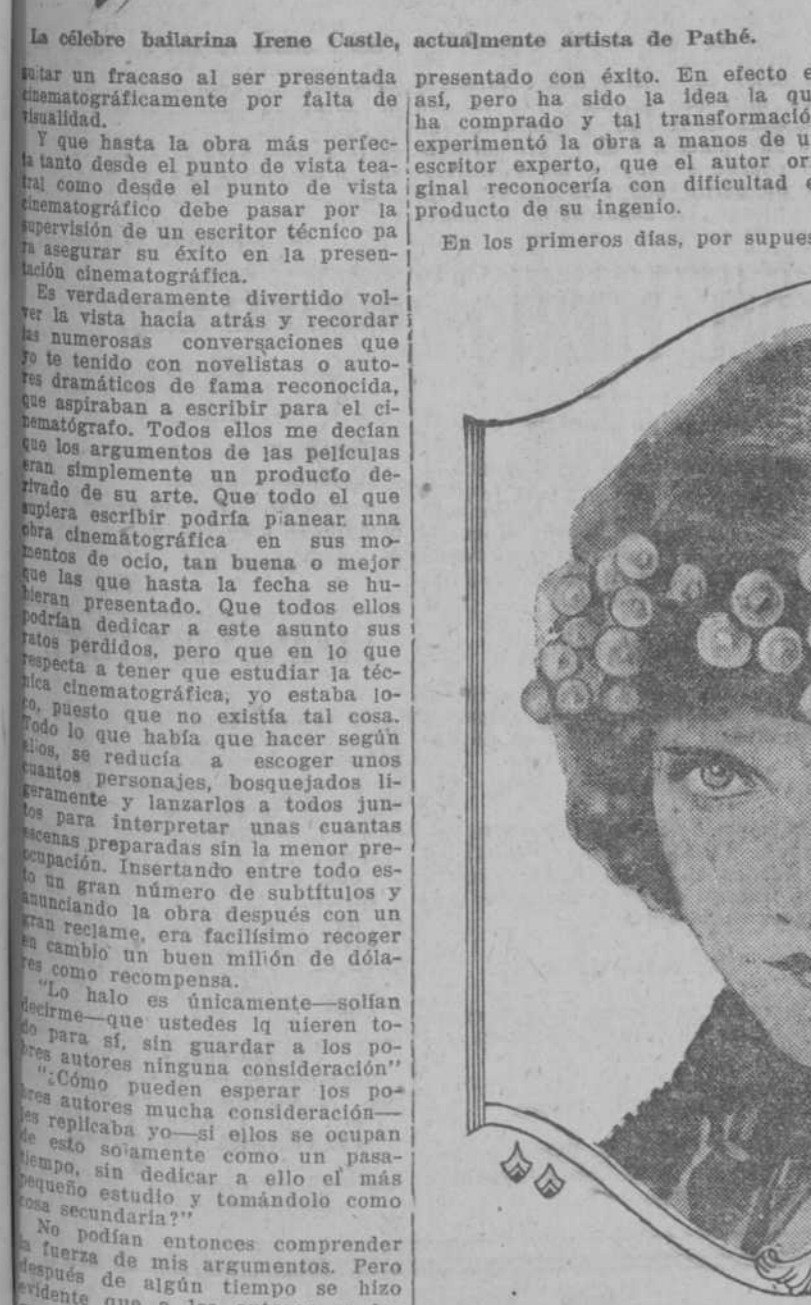 La célebre bailarina Irene Castle, actualmente artista de Pathé.
un fracaso al ser presentada
cinematográficamente por falta de
visualidad.
Y que hasta la obra más perfec-
ta tanto desde el punto de vista tea-
tral como desde el punto de vista
cinematográfico debe pasar por la
supervisión de un escritor técnico pa
ra asegurar su éxito en la presen-
tación cinematográfica.
Es verdaderamente divertido vol-
ver la vista hacia atrás y recordar
las numerosas conversaciones que
yo te tenido con novelistas o auto-
res dramáticos de fama reconocida,
que aspiraban a escribir para el ci-
nematógrafo. Todos ellos me decían
que los argumentos de las películas
eran simplemente un producto de-
rivado de su arte. Que todo el que
supiera escribir podría planear una
obra cinematográfica en sus mo-
mentos de ocio, tan buena o mejor
que las que hasta la fecha se hu-
bieran presentado. Que todos ellos
podrían dedicar a este asunto sus
ratos perdidos, pero que en lo que
respecta a tener que estudiar la téc-
nica cinematográfica, yo estaba lo-
co, puesto que no existía tal cosa.
Todo lo que había que hacer según
ellos, se reducía a escoger unos
cuantos personajes, bosquejados li-
geramente y lanzarlos a todos jun-
tos para interpretar unas cuantas
escenas preparadas sin la menor pre-
ocupación. Insertando entre todo es-
to un gran número de subtítulos y
anunciando la obra después con un
gran reclame, era facilísimo recoger
en cambio un buen milión de dóla-
res como recompensa.
"Lo halo es únicamente—solían
decirme—que ustedes lq uieren to-
do para sí, sin guardar a los po-
bres autores ninguna consideración"
"¿Cómo pueden esperar los po-
bres autores mucha consideración—
les replicaba yo—si ellos se ocupan
de esto solamente como un pasa-
tiempo, sin dedicar a ello el más
pequeño estudio y tomándolo como
cosa secundaria?"
No podían entonces comprender
la fuerza de mis argumentos. Pero
después de algún tiempo se hizo
evidente que
presentado con éxito. En efecto e
así, pero ha sido la idea la qu
ha comprado y tal transformació
experimentó la obra a manos de u
escritor experto, que el autor or
ginal reconocería con dificultad e
producto de su ingenio.
En los primeros días, por supues